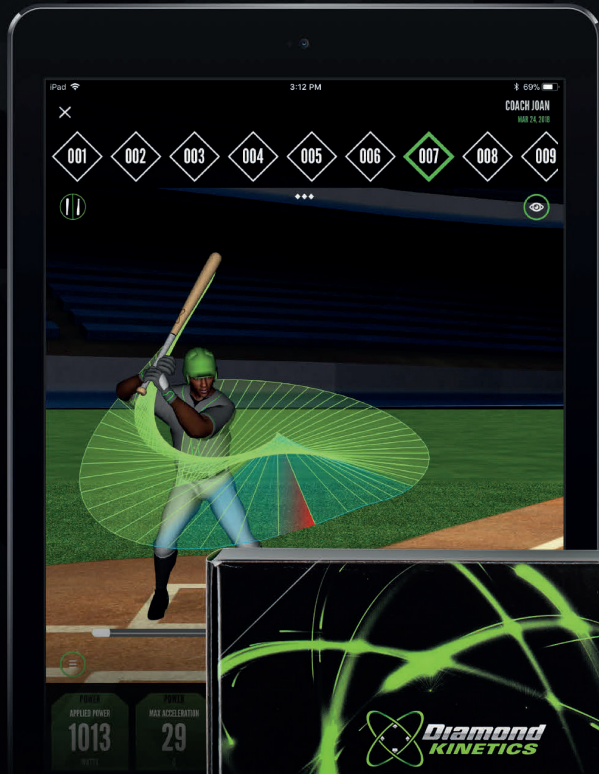 iPad 3:12 PM 69%
COACH JOAN
MAR 24, 2018
001 002 003 004 005 006 007 008 009
POWER POWER
APPLIED POWER MAX ACCELERATION
1013 29
WATTS G
Diamond
KINETICS